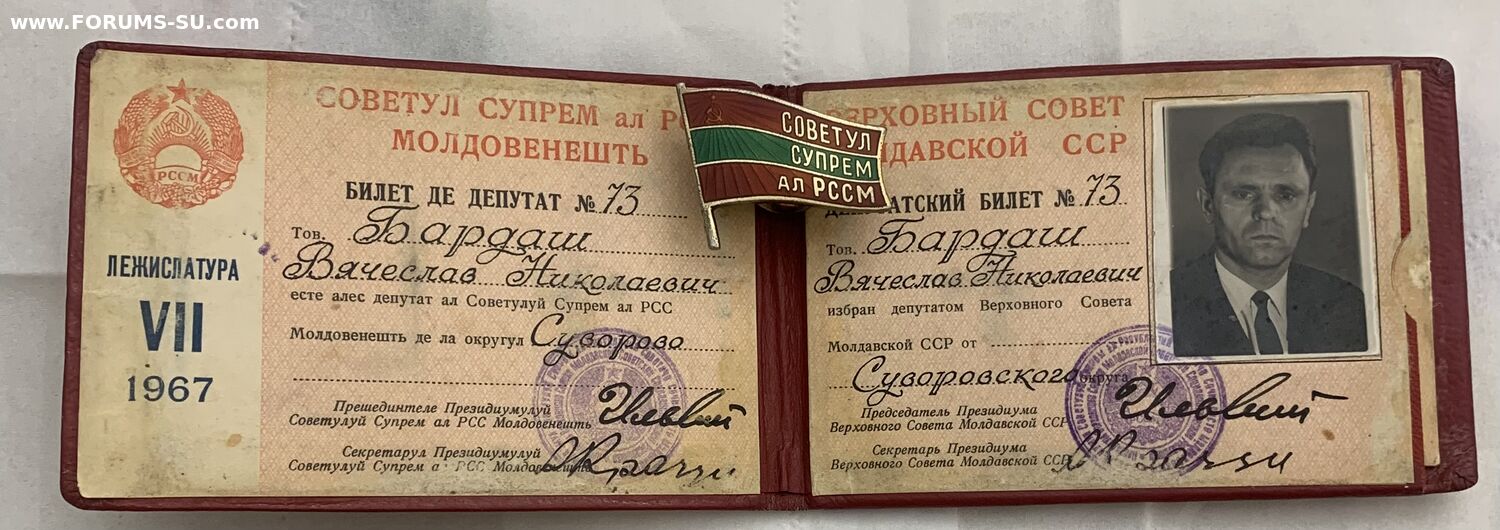 www.FORUMS-SU.com
РССМ
ЛЕЖИСЛАТУРА
VII
1967
СОВЕТУЛ СУПРЕМ ал
МОЛДОВЕНЕШТЬ
БИЛЕТ ДЕ ДЕПУТАТ № 73
Тов. Бардаш
Вячеслав Николаевич
есте алес депутат ал Советулуй Супрем ал РСС
Молдовенешть де ла округул Суворово
Прешединтеле Президиумулуй
Советулуй Супрем ал РСС Молдовенешть
Секретарул Президиумулуй
Советулуй Супрем а РСС Молдовенешть
СОВЕТУЛ
СУПРЕМ
ал РССМ
ВЕРХОВНЫЙ СОВЕТ
МОЛДАВСКОЙ ССР
ДЕПУТАТСКИЙ БИЛЕТ № 73
Тов. Бардаш
Вячеслав Николаевич
избран депутатом Верховного Совета
Молдавской ССР от
Суворовского округа
Председатель Президиума
Верховного Совета Молдавской ССР
Секретарь Президиума
Верховного Совета Молдавской ССР